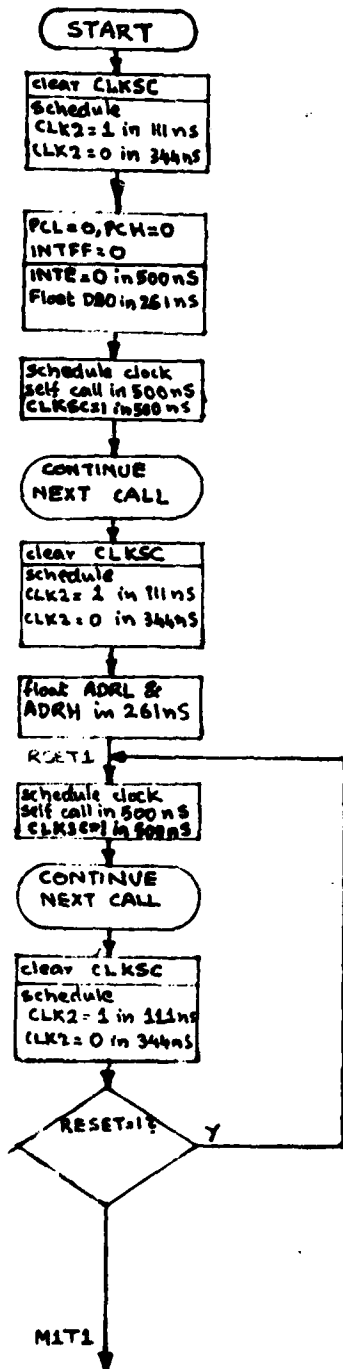 START
clear CLKSC
schedule
CLK2=1 in 111nS
CLK2=0 in 344nS
PCL=0, PCH=0
INTFF=0
INTE=0 in 500nS
Float DBO in 261nS
schedule clock
self call in 500nS
CLKSC=1 in 500nS
CONTINUE
NEXT CALL
clear CLKSC
schedule
CLK2= 1 in 111nS
CLK2= 0 in 344nS
float ADRL &
ADRH in 261nS
RSET1
schedule clock
self call in 500nS
CLKSC=1 in 500nS
CONTINUE
NEXT CALL
clear CLKSC
schedule
CLK2= 1 in 111ns
CLK2= 0 in 344nS
RESET=1?
Y
M1T1